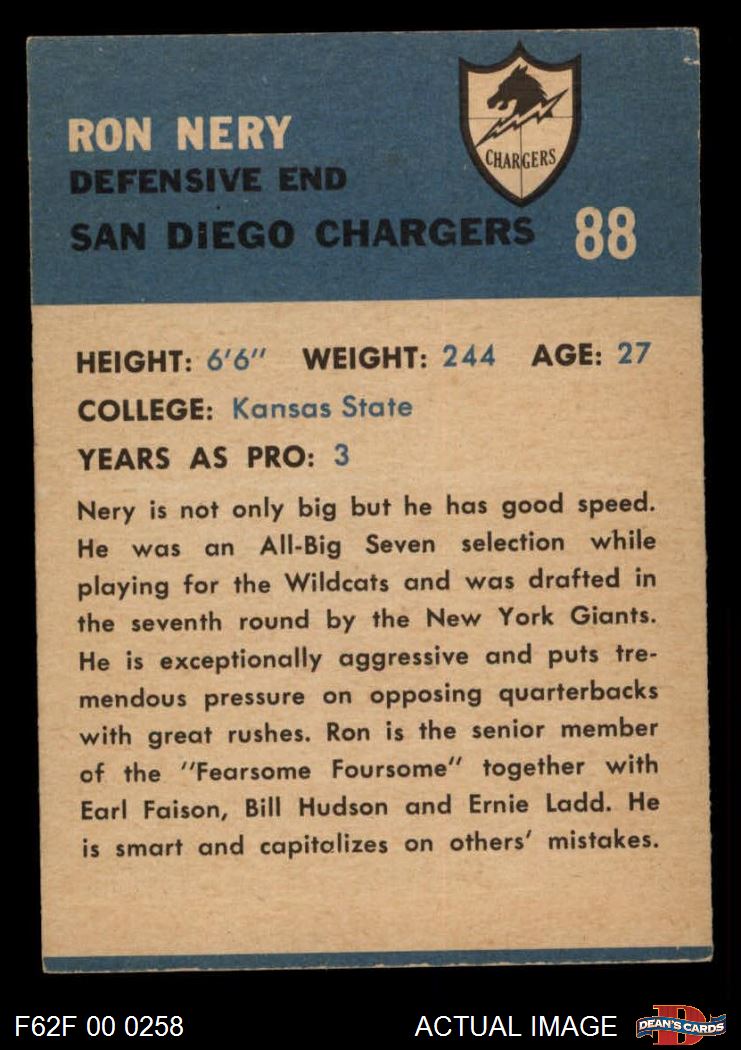 RON NERY
DEFENSIVE END
SAN DIEGO CHARGERS 88
CHARGERS
HEIGHT: 6'6" WEIGHT: 244 AGE: 27
COLLEGE: Kansas State
YEARS AS PRO: 3
Nery is not only big but he has good speed.
He was an All-Big Seven selection while
playing for the Wildcats and was drafted in
the seventh round by the New York Giants.
He is exceptionally aggressive and puts tre-
mendous pressure on opposing quarterbacks
with great rushes. Ron is the senior member
of the "Fearsome Foursome" together with
Earl Faison, Bill Hudson and Ernie Ladd. He
is smart and capitalizes on others' mistakes.
F62F 00 0258 ACTUAL IMAGE
D
DEAN'S CARDS